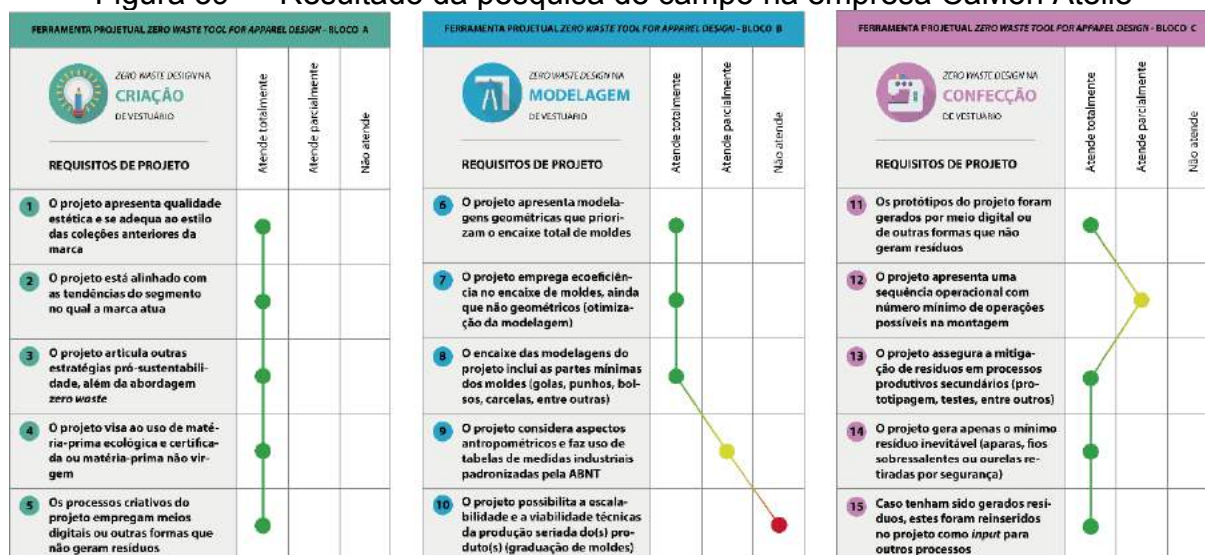 Figura 39 – Resultado da pesquisa de campo na empresa Calmon Ateliê
FERRAMENTA PROJETUAL ZERO WASTE TOOL FOR APPAREL DESIGN - BLOCO A
ZERO WASTE DESIGN NA
CRIAÇÃO
DE VESTUÁRIO
REQUISITOS DE PROJETO
Atende totalmente
Atende parcialmente
Não atende
1 O projeto apresenta qualidade
estética e se adequa ao estilo
das coleções anteriores da
marca
2 O projeto está alinhado com
as tendências do segmento
no qual a marca atua
3 O projeto articula outras
estratégias pró-sustentabili-
dade, além da abordagem
zero waste
4 O projeto visa ao uso de maté-
ria-prima ecológica e certifica-
da ou matéria-prima não vir-
gem
5 Os processos criativos do
projeto empregam meios
digitais ou outras formas que
não geram resíduos
FERRAMENTA PROJETUAL ZERO WASTE TOOL FOR APPAREL DESIGN - BLOCO B
ZERO WASTE DESIGN NA
MODELAGEM
DE VESTUÁRIO
REQUISITOS DE PROJETO
Atende totalmente
Atende parcialmente
Não atende
6 O projeto apresenta modela-
gens geométricas que priori-
zam o encaixe total de moldes
7 O projeto emprega ecoeficiên-
cia no encaixe de moldes, ainda
que não geométricos (otimiza-
ção da modelagem)
8 O encaixe das modelagens do
projeto inclui as partes mínimas
dos moldes (golas, punhos, bol-
sos, carcelas, entre outras)
9 O projeto considera aspectos
antropométricos e faz uso de
tabelas de medidas industriais
padronizadas pela ABNT
10 O projeto possibilita a escala-
bilidade e a viabilidade técnicas
da produção seriada do(s) pro-
duto(s) (graduação de moldes)
FERRAMENTA PROJETUAL ZERO WASTE TOOL FOR APPAREL DESIGN - BLOCO C
ZERO WASTE DESIGN NA
CONFECÇÃO
DE VESTUÁRIO
REQUISITOS DE PROJETO
Atende totalmente
Atende parcialmente
Não atende
11 Os protótipos do projeto foram
gerados por meio digital ou
de outras formas que não
geram resíduos
12 O projeto apresenta uma
sequência operacional com
número mínimo de operações
possíveis na montagem
13 O projeto assegura a mitiga-
ção de resíduos em processos
produtivos secundários (pro-
totipagem, testes, entre outros)
14 O projeto gera apenas o mínimo
resíduo inevitável (aparas, fios
sobressalentes ou ourelas re-
tiradas por segurança)
15 Caso tenham sido gerados resí-
duos, estes foram reinseridos
no projeto como input para
outros processos